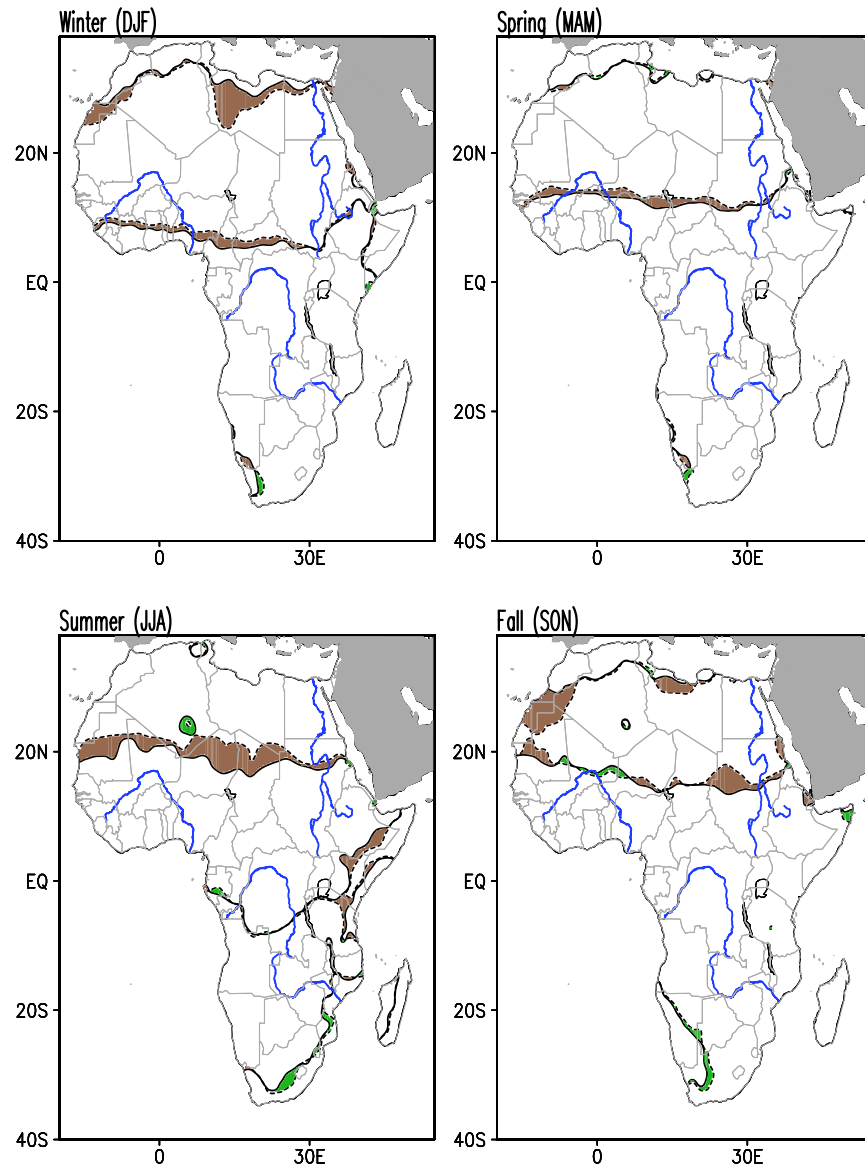 Winter (DJF)
Spring (MAM)
20N
EQ
20S
40S
0
30E
20N
EQ
20S
40S
0
30E
Summer (JJA)
Fall (SON)
20N
EQ
20S
40S
0
30E
20N
EQ
20S
40S
0
30E